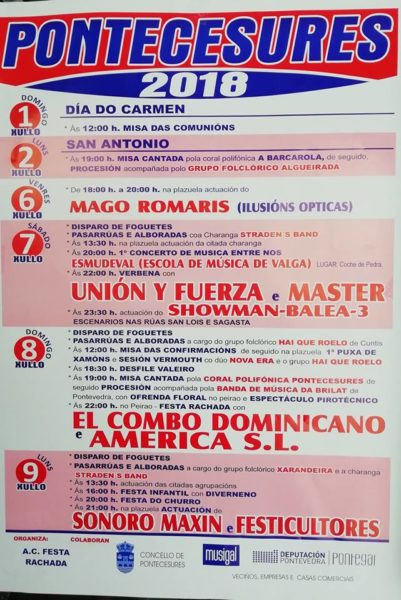 PONTECESURES
2018
DOMINGO
1
XULLO
DÍA DO CARMEN
* Ás 12:00 h. MISA DAS COMUNIÓNS
LUNS
2
XULLO
SAN ANTONIO
* Ás 19:00 h. MISA CANTADA pola coral polifónica A BARCAROLA, de seguido,
PROCESIÓN acompañada polo GRUPO FOLCLÓRICO ALGUEIRADA
VENRES
6
XULLO
* De 18:00 h. a 20:00 h. na plazuela actuación do
MAGO ROMARIS (ILUSIÓNS OPTICAS)
SÁBADO
7
XULLO
* DISPARO DE FOGUETES
* PASARRÚAS E ALBORADAS coa Charanga STRADEN S BAND
* Ás 13:30 h. na plazuela actuación da citada charanga
* Ás 20:00 h. 1º CONCERTO DE MUSICA ENTRE NOS
ESMUDEVAL (ESCOLA DE MÚSICA DE VALGA) LUGAR, Coche de Pedra
* Ás 22:00 h. VERBENA con
UNIÓN Y FUERZA e MASTER
* Ás 23:30 h. actuación do SHOWMAN-BALEA-3
ESCENARIOS NAS RÚAS SAN LOIS E SAGASTA
DOMINGO
8
XULLO
* DISPARO DE FOGUETES
* PASARRÚAS E ALBORADAS a cargo do grupo folclórico HAI QUE ROELO de Cuntis
* Ás 12:00 h. MISA DAS CONFIRMACIÓNS de seguido na plazuela 1ª PUXA DE
XAMÓNS e SESIÓN VERMOUTH co dúo NOVA ERA e o grupo HAI QUE ROELO
* Ás 18:30 h. DESFILE VALEIRO
* Ás 19:00 h. MISA CANTADA pola CORAL POLIFÓNICA PONTECESURES de
seguido PROCESIÓN acompañada pola BANDA DE MÚSICA DA BRILAT de
Pontevedra, con OFRENDA FLORAL no peirao e ESPECTÁCULO PIROTÉCNICO
* Ás 22:00 h. no Peirao - FESTA RACHADA con
EL COMBO DOMINICANO
e AMERICA S.L.
LUNS
9
XULLO
* DISPARO DE FOGUETES
* PASARRÚAS E ALBORADAS a cargo do grupo folclórico XARANDEIRA e a charanga
STRADEN S BAND
* Ás 13:30 h. actuación das citadas agrupacións
* Ás 16:00 h. FESTA INFANTIL con DIVERNENO
* Ás 20:00 h. FESTA DO CHURRO
* Ás 21:00 h. na plazuela ACTUACIÓN de
SONORO MAXIN e FESTICULTORES
ORGANIZA: COLABORAN
A.C. FESTA
RACHADA
CONCELLO DE
PONTECESURES
musigal
DEPUTACIÓN
PONTEVEDRA
pontegal
VECINOS, EMPRESAS E CASAS COMERCIAIS